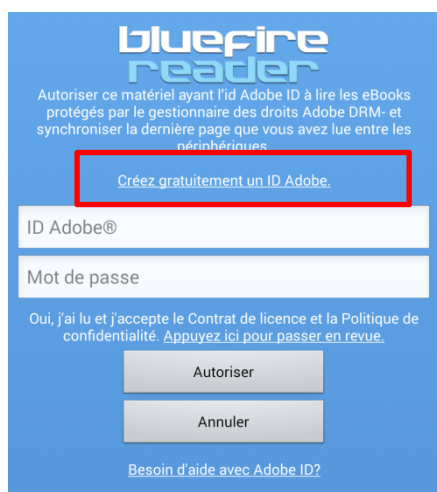 bluefire
reader
Autoriser ce matériel ayant l'id Adobe ID à lire les eBooks
protégés par le gestionnaire des droits Adobe DRM- et
synchroniser la dernière page que vous avez lue entre les
périphériques.
Créez gratuitement un ID Adobe.
ID Adobe®
Mot de passe
Oui, j'ai lu et j'accepte le Contrat de licence et la Politique de
confidentialité. Appuyez ici pour passer en revue.
Autoriser
Annuler
Besoin d'aide avec Adobe ID?